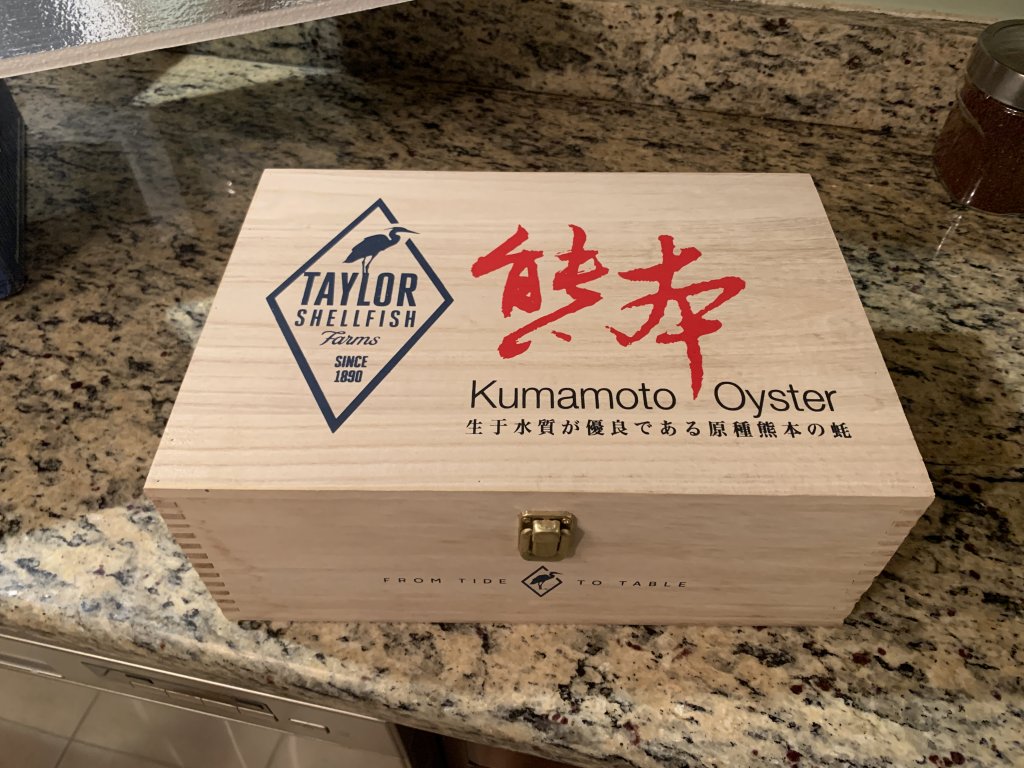 TAYLOR
SHELLFISH
Farms
SINCE
1890
熊本
Kumamoto Oyster
生于水質が優良である原種熊本の蚝
FROM TIDE TO TABLE